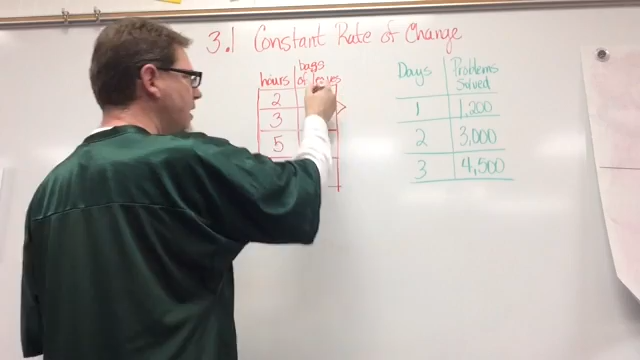 3.1 Constant Rate of Change
hours bags of leaves
2
3
5
Days Problems Solved
1 1,200
2 3,000
3 4,500